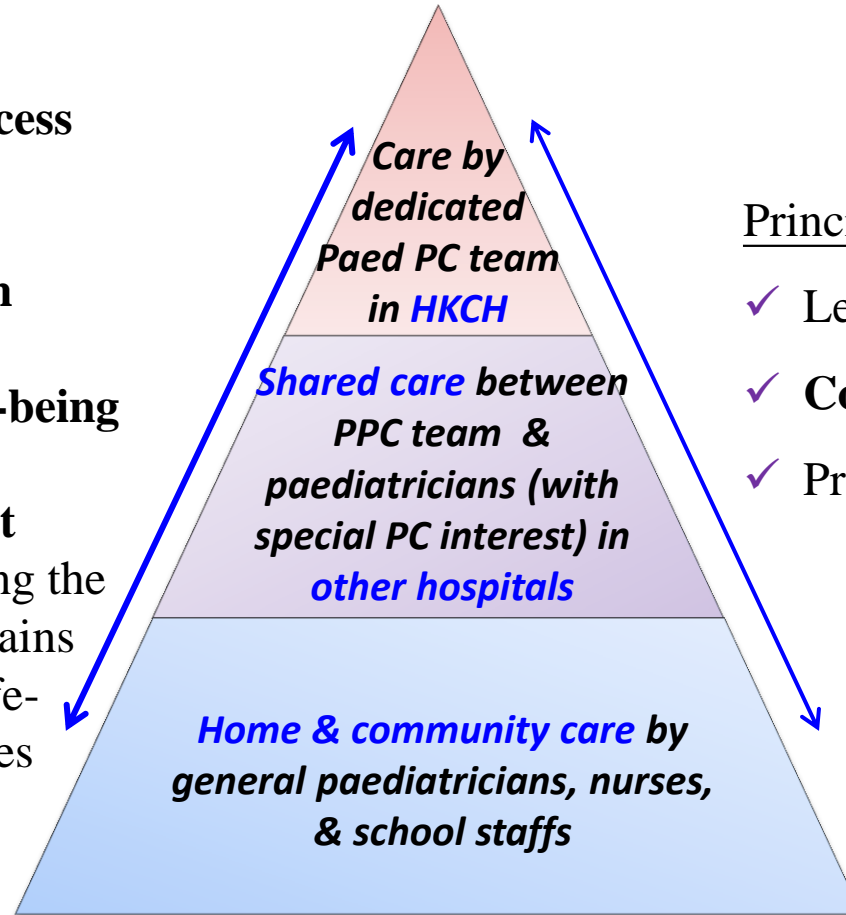 cess
n
-being
t
ng the
ains
fe-
es
Care by
dedicated
Paed PC team
in HKCH
Shared care between
PPC team &
paediatricians (with
special PC interest) in
other hospitals
Home & community care by
general paediatricians, nurses,
& school staffs
Princi
✓ Le
✓ Co
✓ Pr